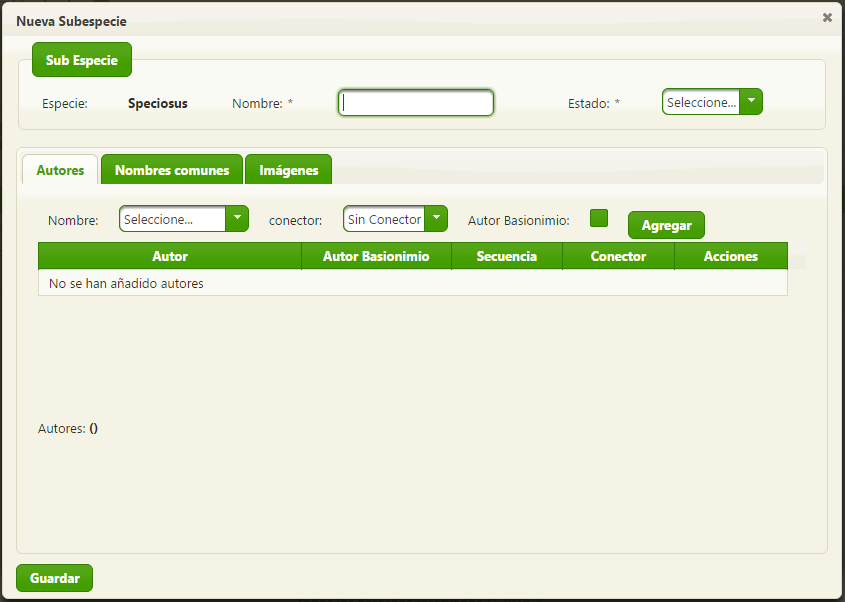 Nueva Subespecie
Sub Especie
Especie: Speciosus Nombre: * Estado: * Seleccione...
Autores Nombres comunes Imágenes
Nombre: Seleccione... conector: Sin Conector Autor Basionimio: Agregar
Autor Autor Basionimio Secuencia Conector Acciones
No se han añadido autores
Autores: ()
Guardar